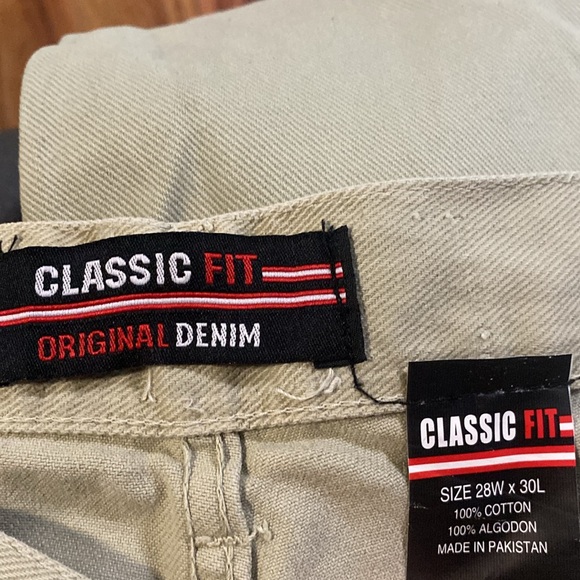 CLASSIC FIT
ORIGINAL DENIM
CLASSIC FIT
SIZE 28W x 30L
100% COTTON
100% ALGODON
MADE IN PAKISTAN